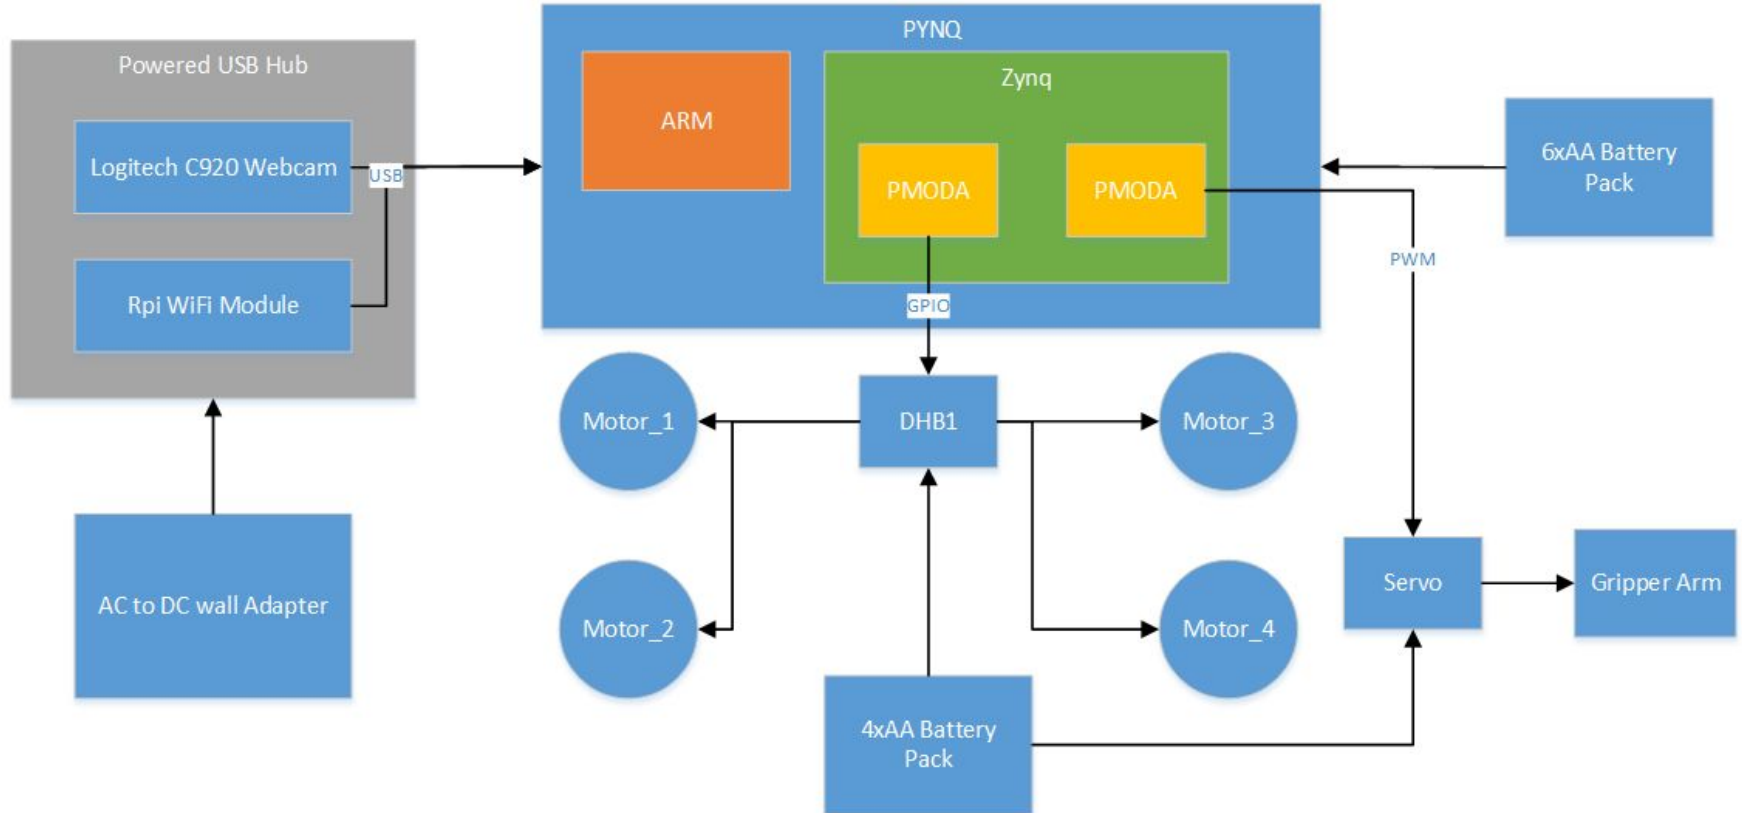 Powered USB Hub
Logitech C920 Webcam
USB
Rpi WiFi Module
AC to DC wall Adapter
PYNQ
ARM
Zynq
PMODA
PMODA
GPIO
6xAA Battery
Pack
PWM
Motor_1
DHB1
Motor_3
Motor_2
Motor_4
Servo
Gripper Arm
4xAA Battery
Pack